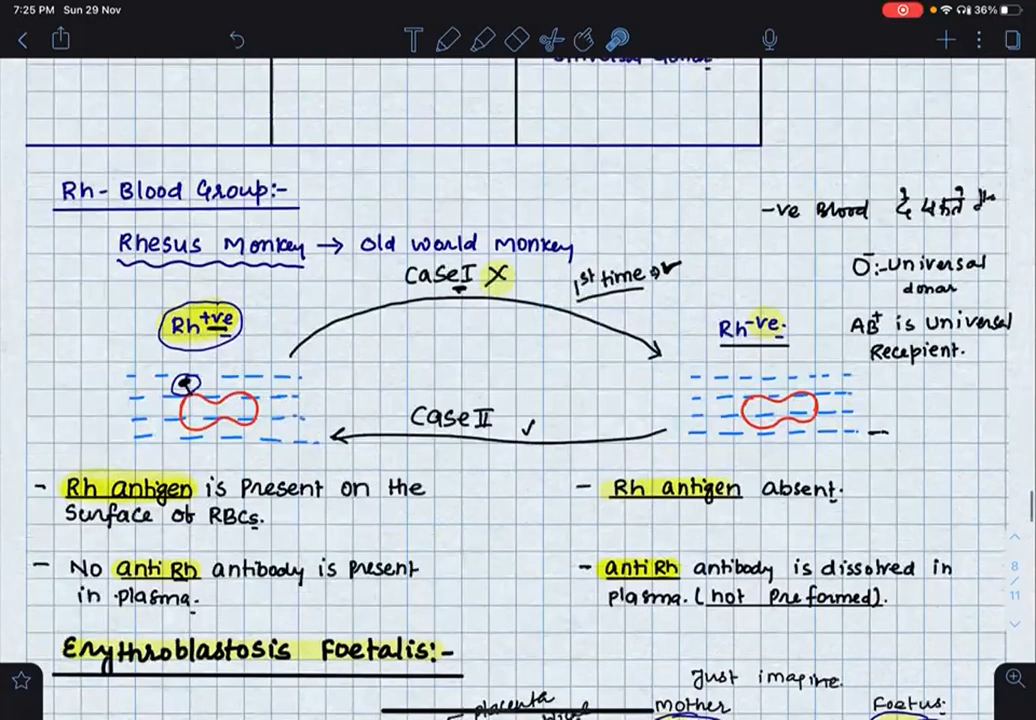 7:25 PM Sun 29 Nov
36%
Rh - Blood Group:-
-ve Blood
Rhesus Monkey → old world monkey
Case I X
1st time
O⁻:- Universal
donar
Rh+ve
Rh-ve.
AB+ is Universal
Recepient.
Case II ✓
- Rh antigen is Present on the
Surface of RBCs.
- Rh antigen absent.
- No anti Rh antibody is present
in plasma.
- anti Rh antibody is dissolved in
plasma. (not Preformed).
8
/
11
Erythroblastosis Foetalis:-
Just imagine.
placenta
mother
Foetus.